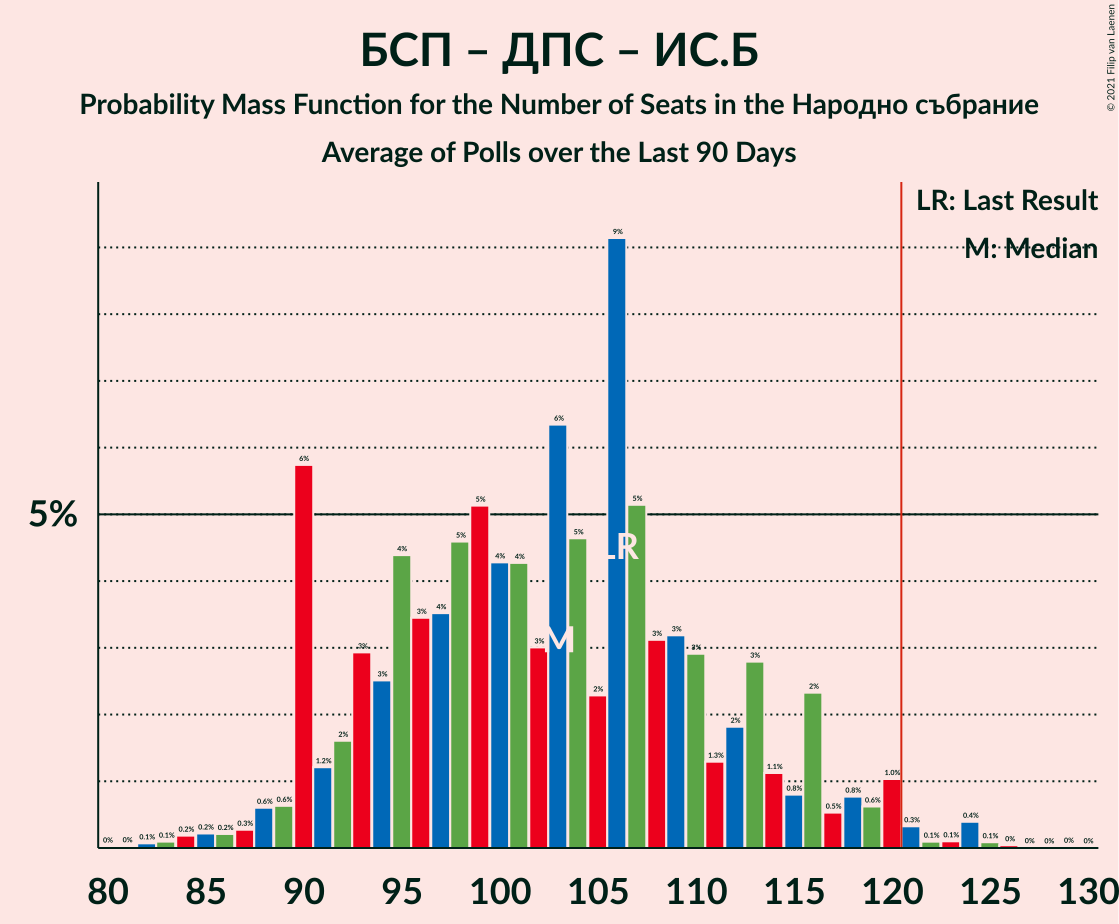 БСП – ДПС – ИС.Б
Probability Mass Function for the Number of Seats in the Народно събрание
Average of Polls over the Last 90 Days
© 2021 Filip van Laenen
LR: Last Result
M: Median
5%
0% 0% 0.1% 0.1% 0.2% 0.2% 0.2% 0.3% 0.6% 0.6% 6% 1.2% 2% 3% 3% 4% 3% 4% 5% 5% 4% 4% 3% 6% 5% 2% 9% 5% 3% 3% 3% 1.3% 2% 3% 1.1% 0.8% 2% 0.5% 0.8% 0.6% 1.0% 0.3% 0.1% 0.1% 0.4% 0.1% 0% 0% 0% 0% 0%
LR
M
80 85 90 95 100 105 110 115 120 125 130